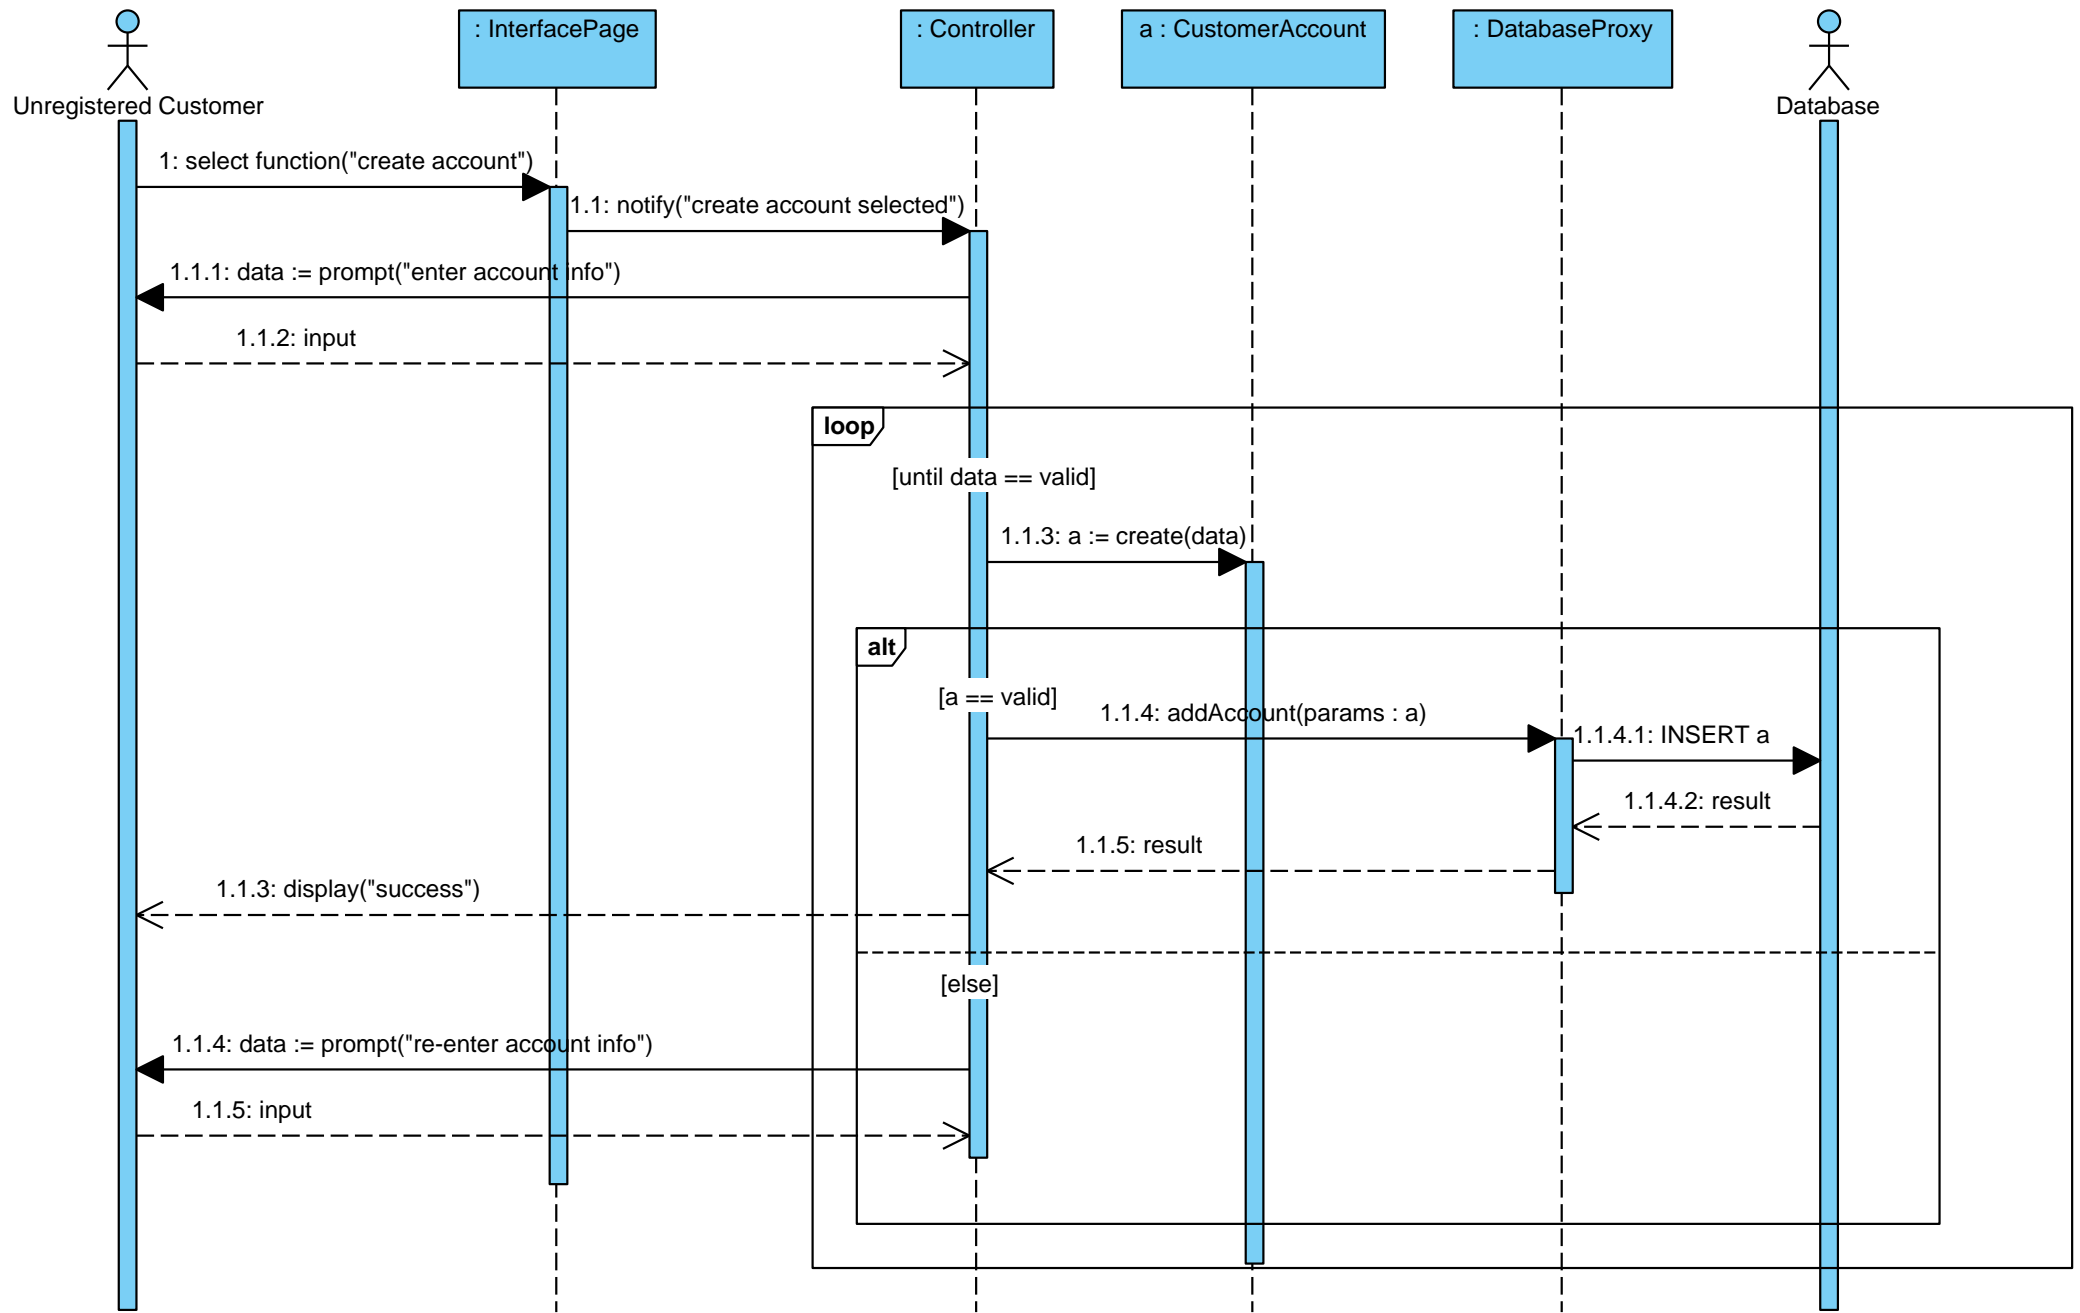 : InterfacePage
: Controller
a : CustomerAccount
: DatabaseProxy
Unregistered Customer
Database
1: select function("create account")
1.1: notify("create account selected")
1.1.1: data := prompt("enter account info")
1.1.2: input
loop
[until data == valid]
1.1.3: a := create(data)
alt
[a == valid]
1.1.4: addAccount(params : a)
1.1.4.1: INSERT a
1.1.4.2: result
1.1.5: result
1.1.3: display("success")
[else]
1.1.4: data := prompt("re-enter account info")
1.1.5: input